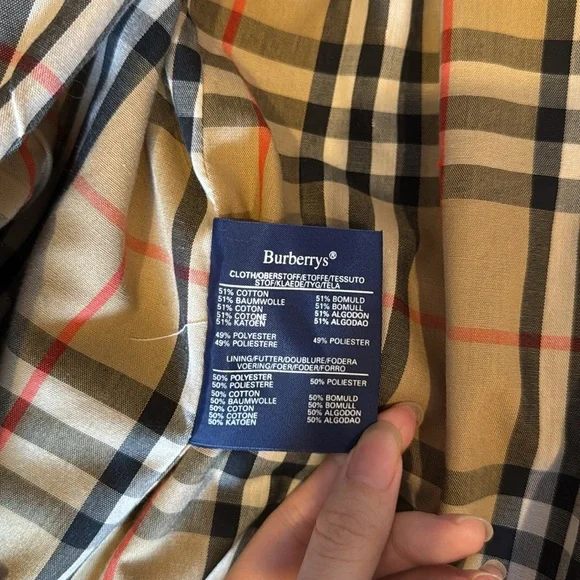 Burberrys®
CLOTH/OBERSTOFF/ETOFFE/TESSUTO
STOF/KLAEDE/TYG/TELA
51% COTTON
51% BAUMWOLLE 51% BOMULD
51% COTON 51% BOMULL
51% COTONE 51% ALGODON
51% KATOEN 51% ALGODAO
49% POLYESTER 49% POLIESTER
49% POLIESTERE
LINING/FUTTER/DOUBLURE/FODERA
VOERING/FOER/FODER/FORRO
50% POLYESTER 50% POLIESTER
50% POLIESTERE
50% COTTON 50% BOMULD
50% BAUMWOLLE 50% BOMULL
50% COTON 50% ALGODON
50% COTONE 50% ALGODAO
50% KATOEN